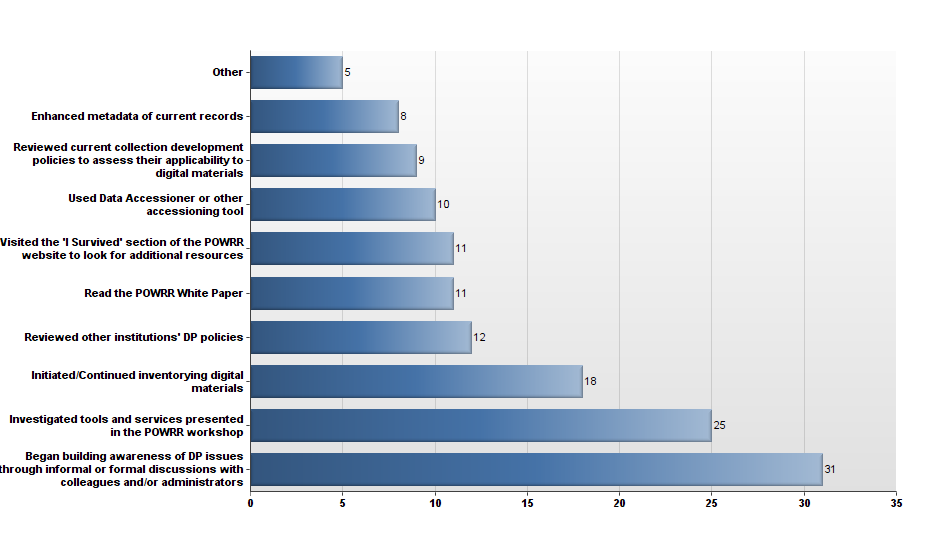 Other
5
Enhanced metadata of current records
8
Reviewed current collection development
policies to assess their applicability to
digital materials
9
Used Data Accessioner or other
accessioning tool
10
Visited the 'I Survived' section of the POWRR
website to look for additional resources
11
Read the POWRR White Paper
11
Reviewed other institutions' DP policies
12
Initiated/Continued inventorying digital
materials
18
Investigated tools and services presented
in the POWRR workshop
25
Began building awareness of DP issues
through informal or formal discussions with
colleagues and/or administrators
31
0 5 10 15 20 25 30 35